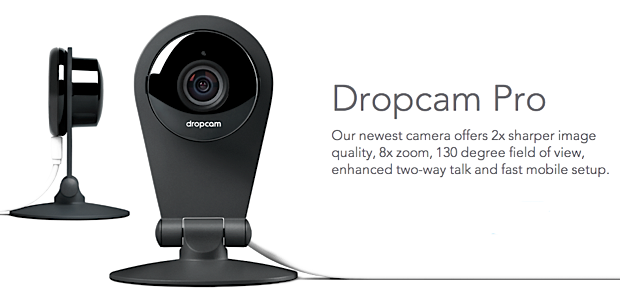 dropcam
Dropcam Pro
Our newest camera offers 2x sharper image
quality, 8x zoom, 130 degree field of view,
enhanced two-way talk and fast mobile setup.